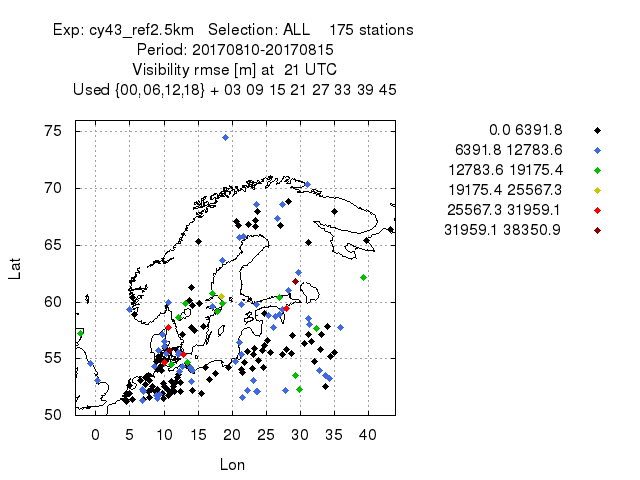 Exp: cy43_ref2.5km   Selection: ALL    175 stations
Period: 20170810-20170815
Visibility rmse [m] at  21 UTC
Used {00,06,12,18} + 03 09 15 21 27 33 39 45
0.0 6391.8
6391.8 12783.6
12783.6 19175.4
19175.4 25567.3
25567.3 31959.1
31959.1 38350.9
75
70
65
60
55
50
Lat
0 5 10 15 20 25 30 35 40
Lon